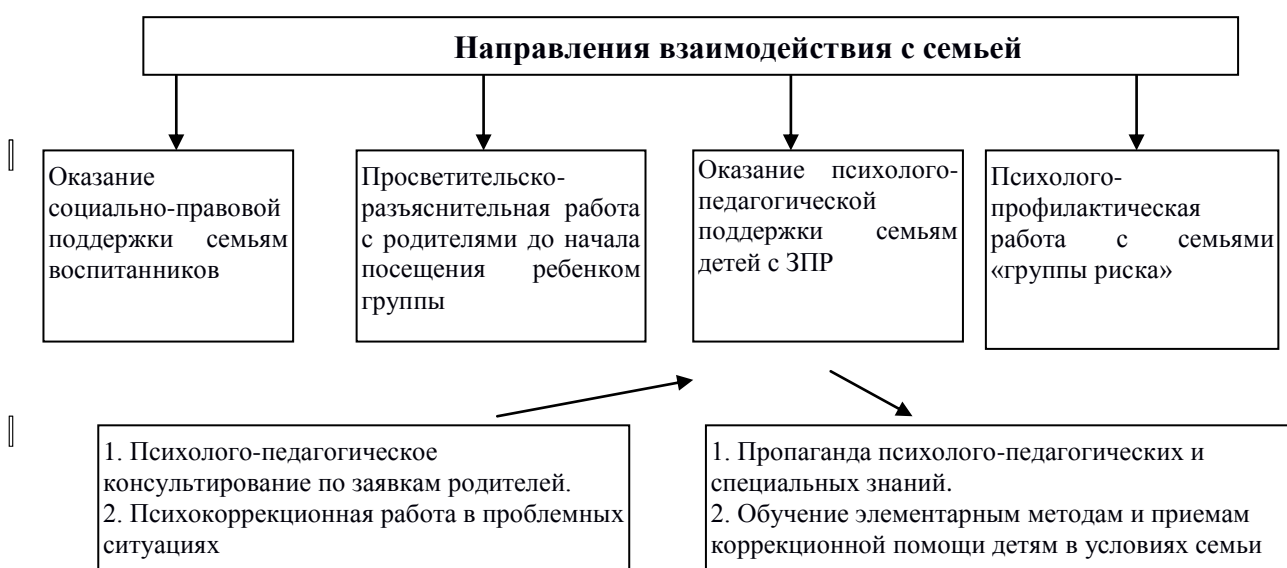 Направления взаимодействия с семьей
Оказание
социально-правовой
поддержки семьям
воспитанников
Просветительско-
разъяснительная работа
с родителями до начала
посещения ребенком
группы
Оказание психолого-
педагогической
поддержки семьям
детей с ЗПР
Психолого-
профилактическая
работа с семьями
«группы риска»
1. Психолого-педагогическое
консультирование по заявкам родителей.
2. Психокоррекционная работа в проблемных
ситуациях
1. Пропаганда психолого-педагогических и
специальных знаний.
2. Обучение элементарным методам и приемам
коррекционной помощи детям в условиях семьи